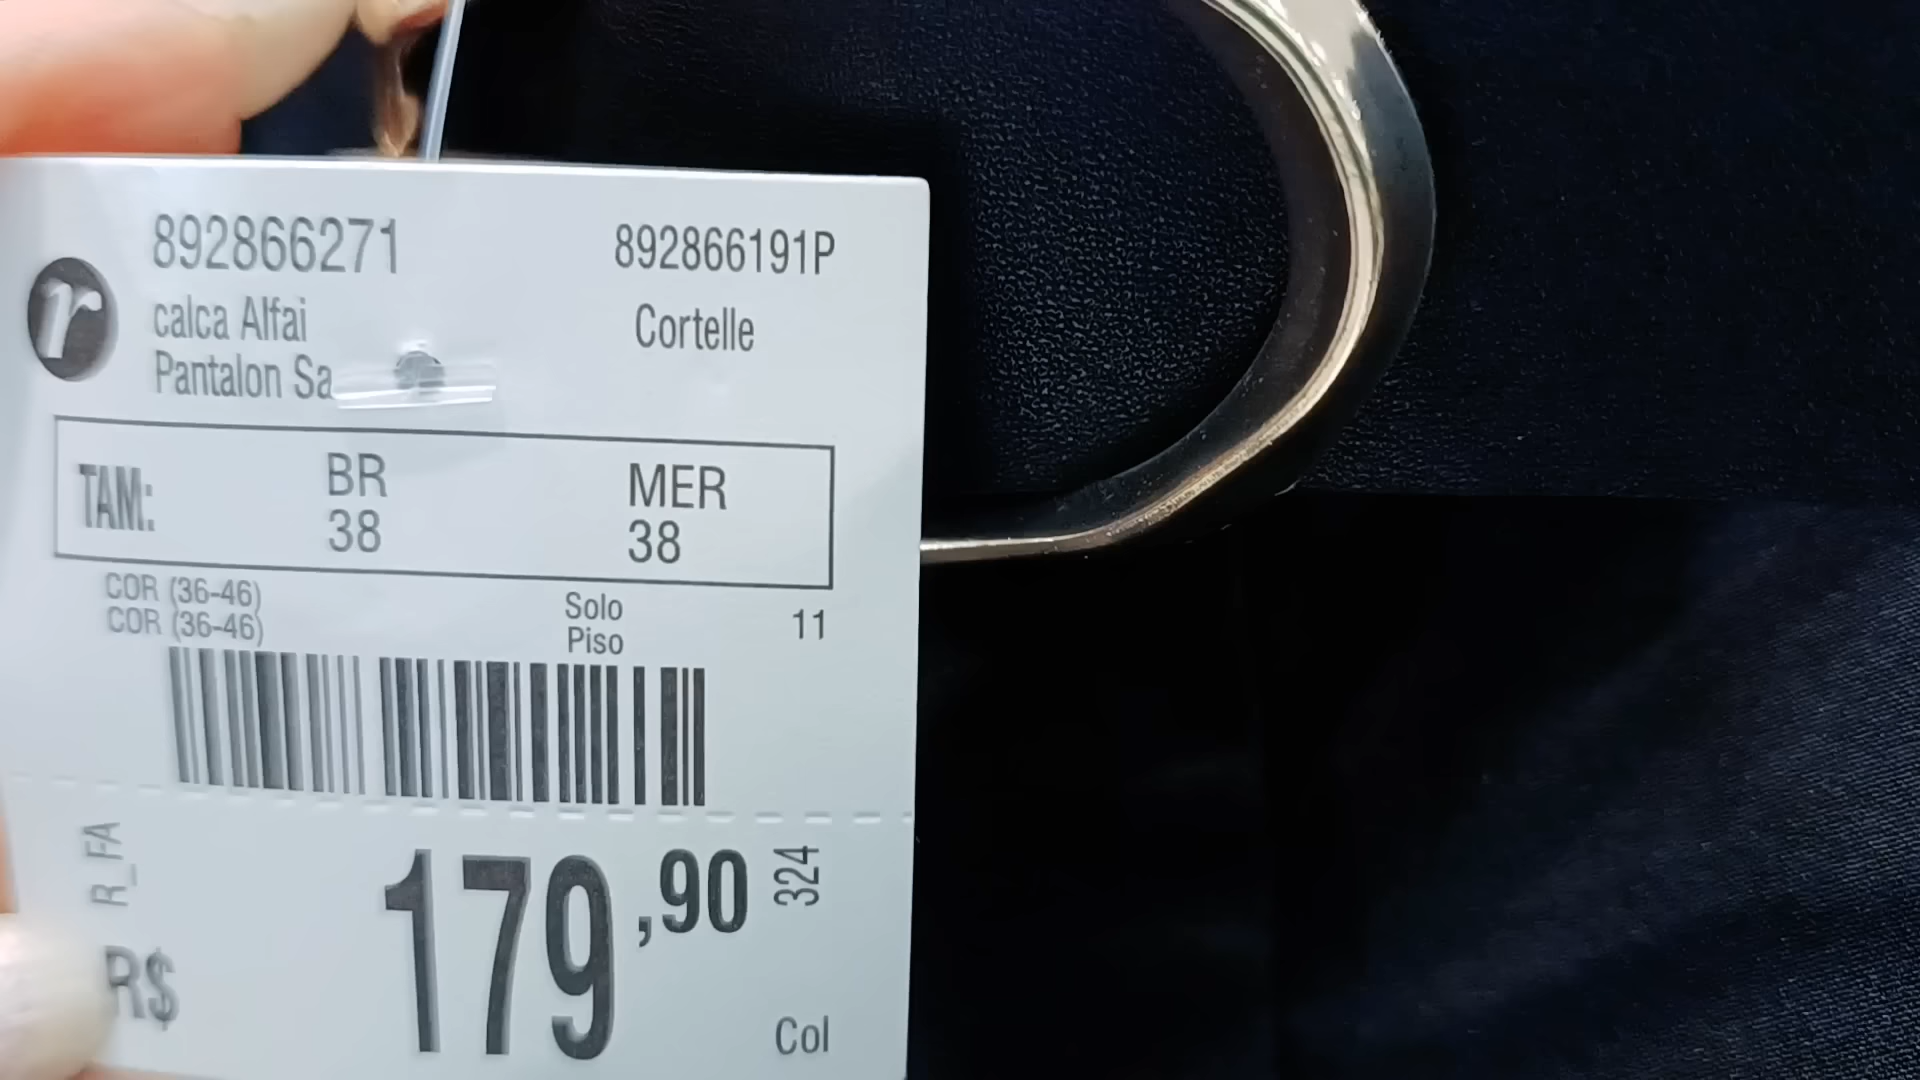 892866271 892866191P
r
calca Alfai Cortelle
Pantalon Sa
TAM: BR MER
38 38
COR (36-46) Solo 11
COR (36-46) Piso
R_FA
R$ 179,90 324
Col